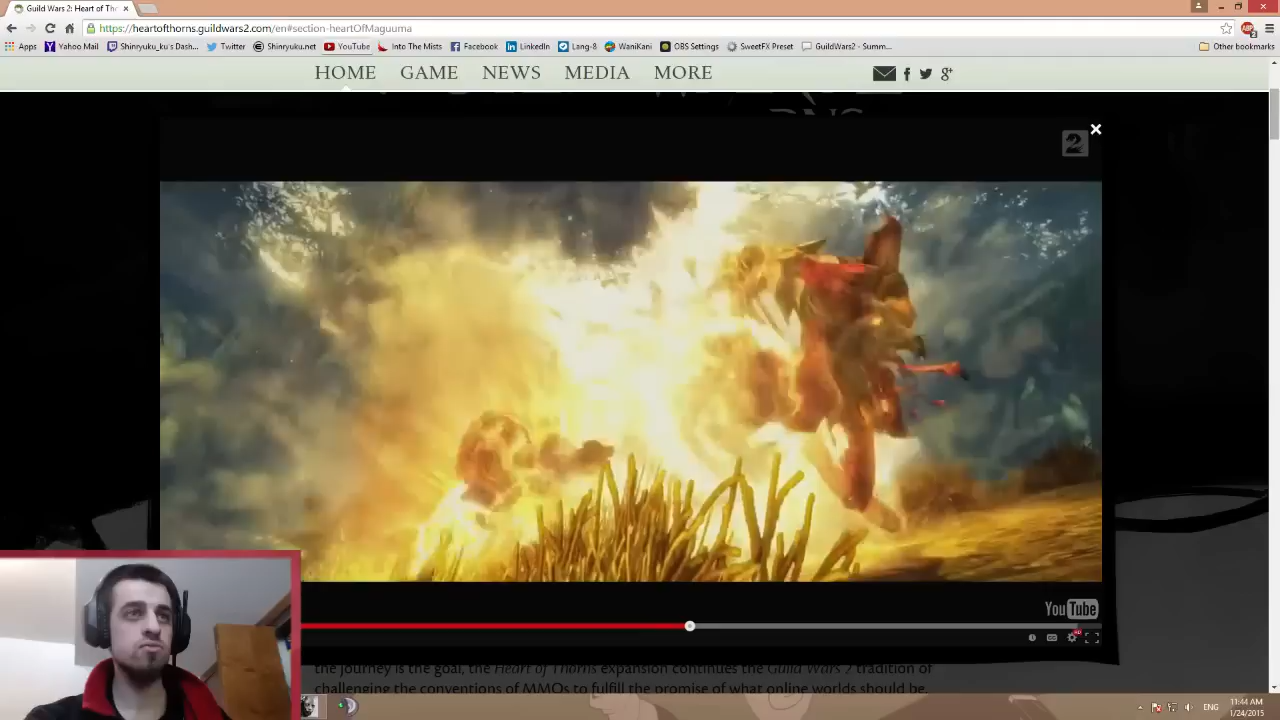 Guild Wars 2: Heart of Tho
https://heartofthorns.guildwars2.com/en#section-heartOfMaguuma
Apps Yahoo Mail Shinryuku_ku's Dash... Twitter Shinryuku.net YouTube Into The Mists Facebook LinkedIn Lang-8 WaniKani OBS Settings SweetFX Preset GuildWars2 - Summ... Other bookmarks
HOME GAME NEWS MEDIA MORE
2
YouTube
the journey is the goal, the Heart of Thorns expansion continues the Guild Wars 2 tradition of
challenging the conventions of MMOs to fulfill the promise of what online worlds should be.
ENG
11:44 AM
1/24/2015